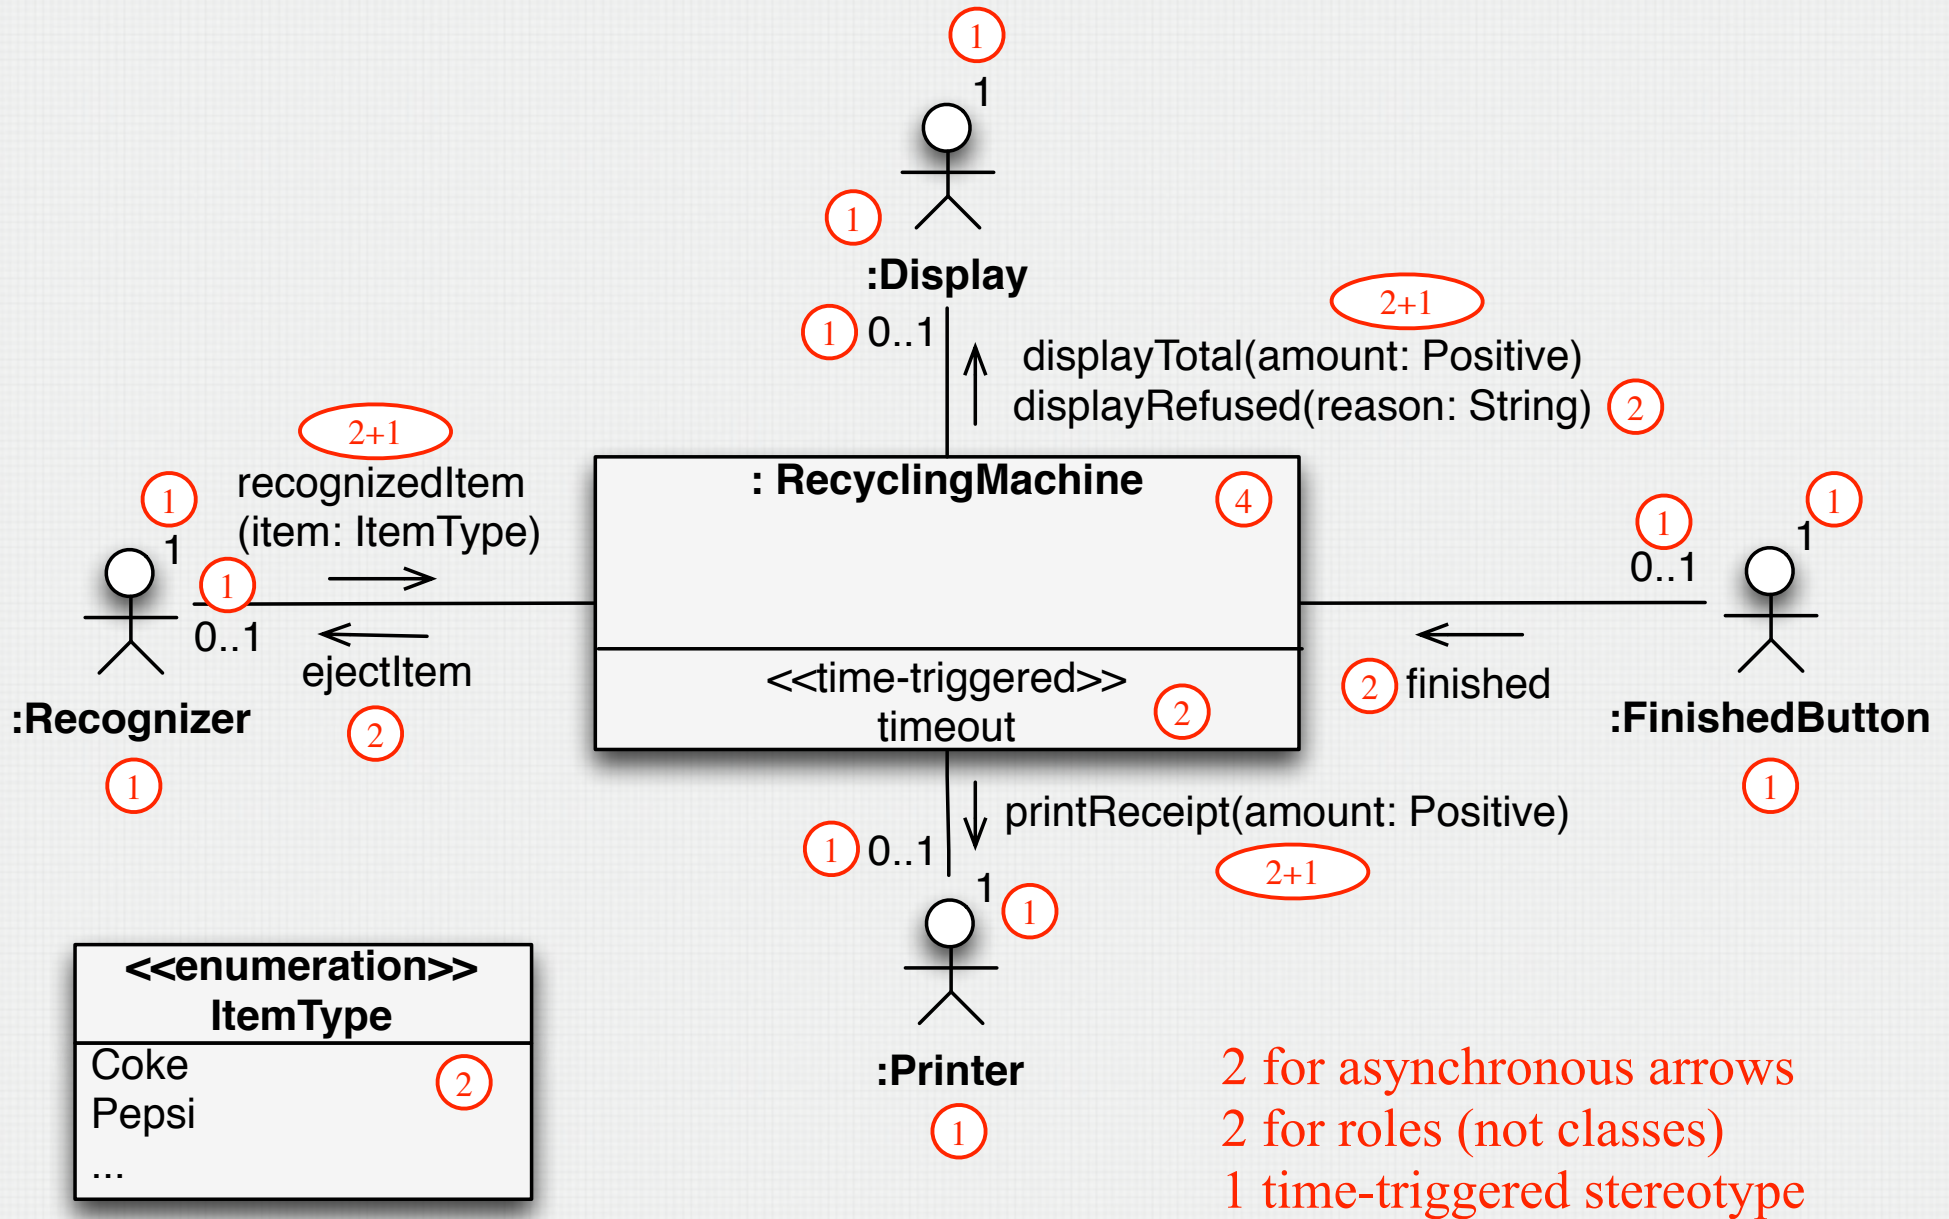 1
1
1
:Display
1
0..1
2+1
displayTotal(amount: Positive)
displayRefused(reason: String)
2
2+1
recognizedItem
(item: ItemType)
1
1
1
0..1
ejectItem
2
:Recognizer
1
: RecyclingMachine
4
<<time-triggered>>
timeout
2
1
0..1
1
1
2
finished
:FinishedButton
1
printReceipt(amount: Positive)
2+1
1
0..1
1
1
:Printer
1
<<enumeration>>
ItemType
Coke
Pepsi
...
2
2 for asynchronous arrows
2 for roles (not classes)
1 time-triggered stereotype